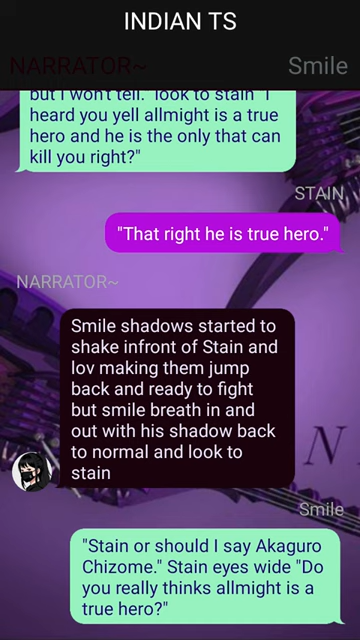 INDIAN TS
NARRATOR~
Smile
but I won't tell." look to stain "I
heard you yell allmight is a true
hero and he is the only that can
kill you right?"
STAIN
"That right he is true hero."
NARRATOR~
Smile shadows started to
shake infront of Stain and
lov making them jump
back and ready to fight
but smile breath in and
out with his shadow back
to normal and look to
stain
N
Smile
"Stain or should I say Akaguro
Chizome." Stain eyes wide "Do
you really thinks allmight is a
true hero?"